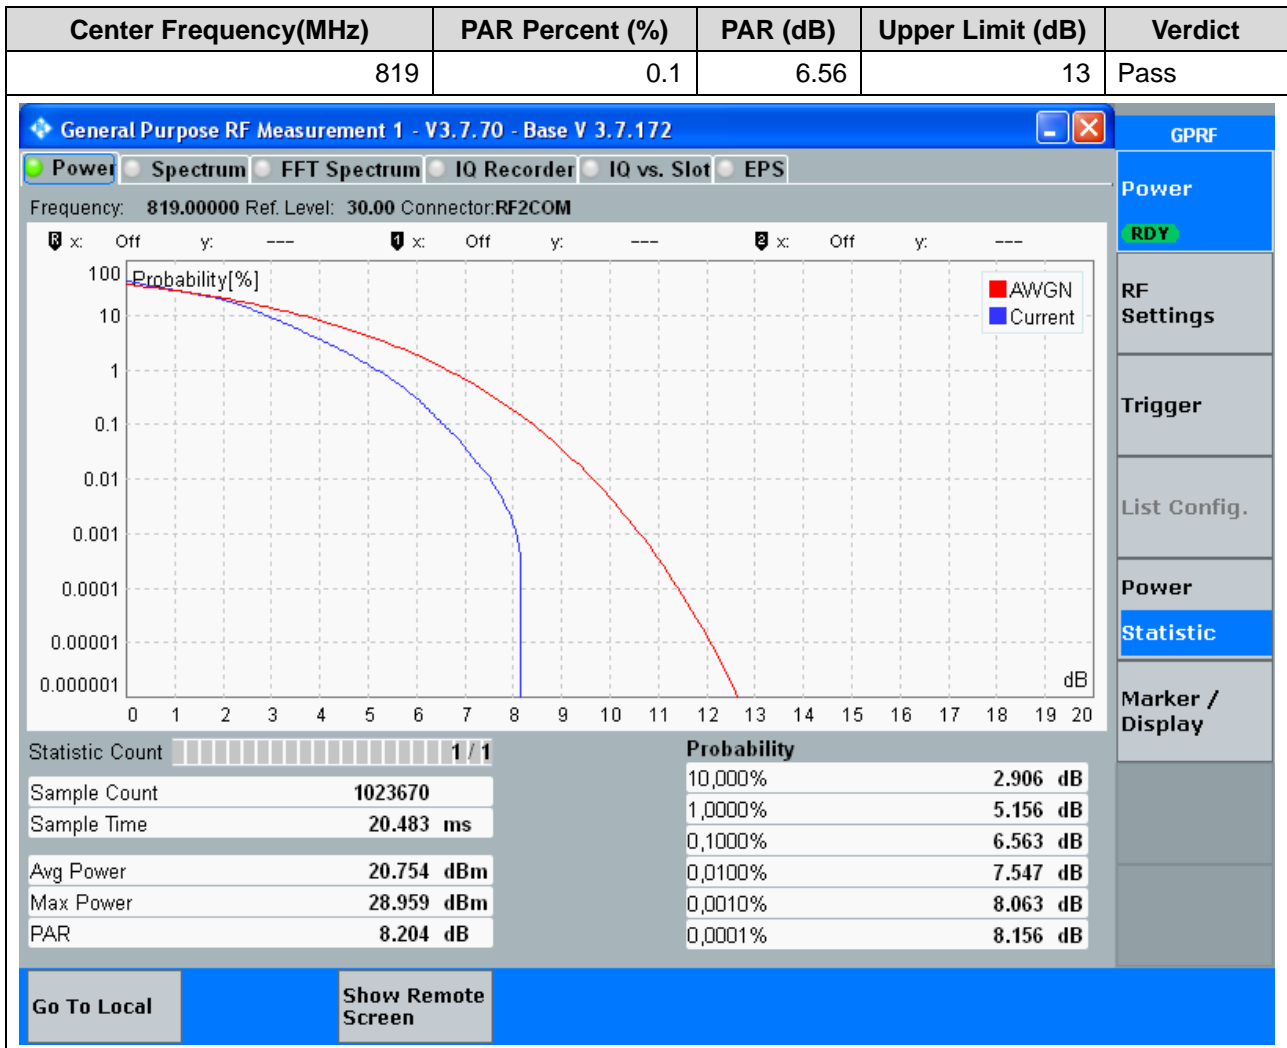 Center Frequency(MHz) PAR Percent (%) PAR (dB) Upper Limit (dB) Verdict
819 0.1 6.56 13 Pass
General Purpose RF Measurement 1 - V3.7.70 - Base V 3.7.172
GPRF
Power Spectrum FFT Spectrum IQ Recorder IQ vs. Slot EPS
Power
RDY
Frequency: 819.00000 Ref. Level: 30.00 Connector:RF2COM
R x: Off y: --- 1 x: Off y: --- 2 x: Off y: ---
Probability[%]
AWGN
Current
100
10
1
0.1
0.01
0.001
0.0001
0.00001
0.000001
dB
0 1 2 3 4 5 6 7 8 9 10 11 12 13 14 15 16 17 18 19 20
RF
Settings
Trigger
List Config.
Power
Statistic
Marker /
Display
Statistic Count 1 / 1
Sample Count 1023670
Sample Time 20.483 ms
Avg Power 20.754 dBm
Max Power 28.959 dBm
PAR 8.204 dB
Probability
10,000% 2.906 dB
1,0000% 5.156 dB
0,1000% 6.563 dB
0,0100% 7.547 dB
0,0010% 8.063 dB
0,0001% 8.156 dB
Go To Local
Show Remote
Screen